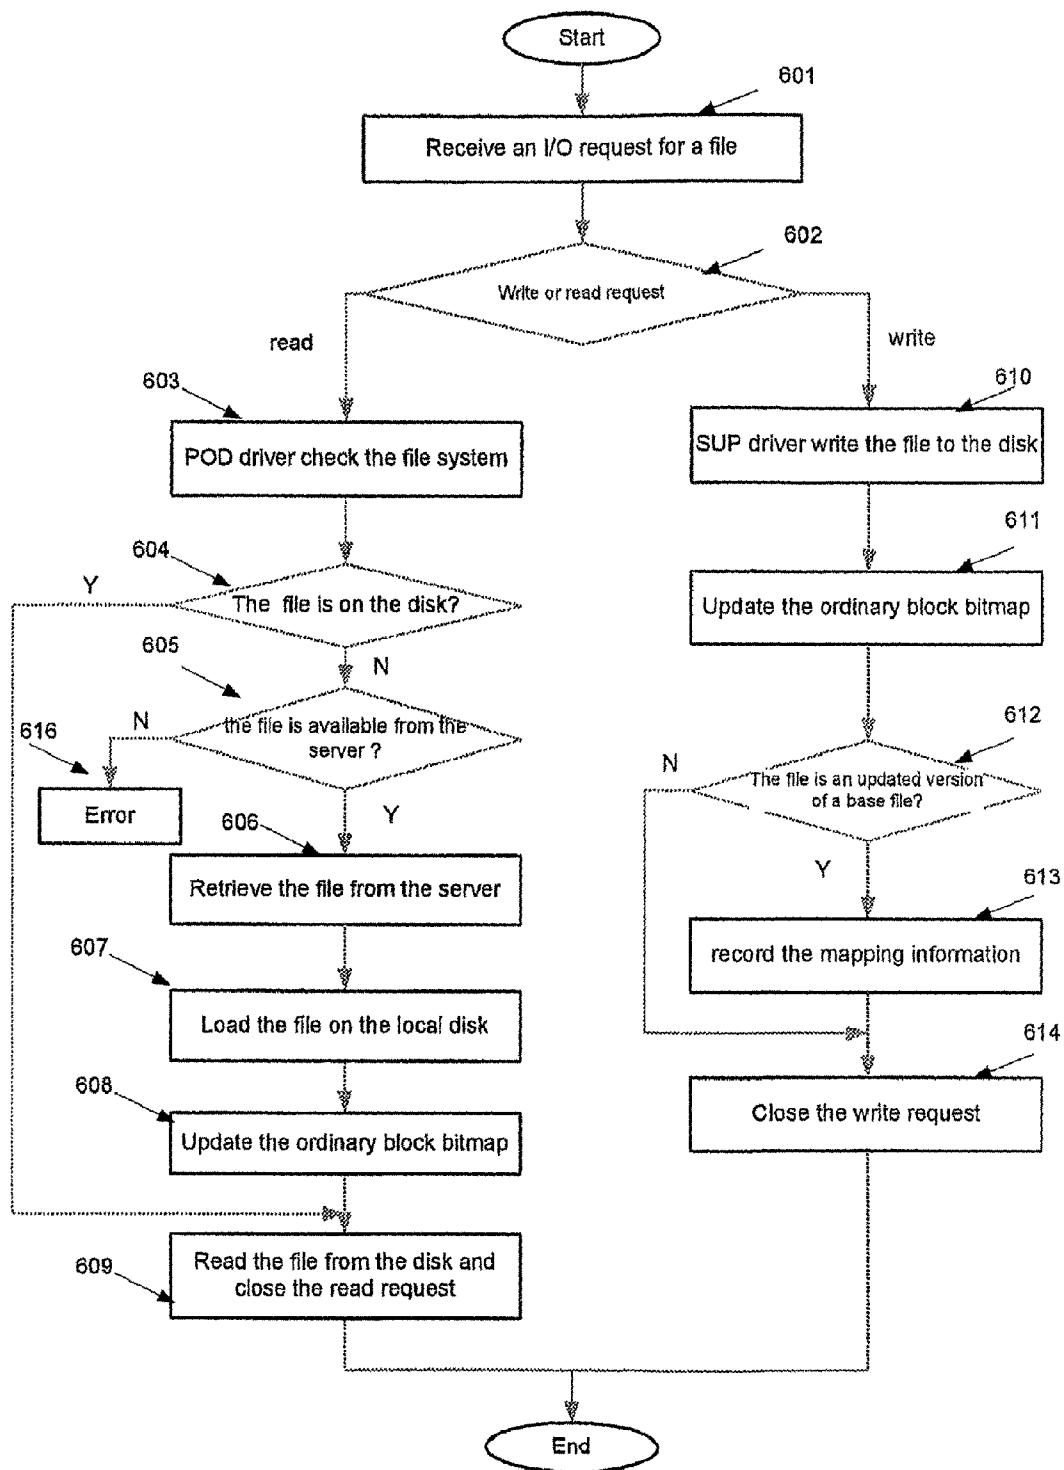 Start
601
Receive an I/O request for a file
602
Write or read request
read
write
603
610
POD driver check the file system
SUP driver write the file to the disk
611
604
Y
The file is on the disk?
Update the ordinary block bitmap
605
N
N
the file is available from the
server ?
616
612
N
The file is an updated version
of a base file?
Error
Y
606
Y
613
Retrieve the file from the server
record the mapping information
607
Load the file on the local disk
614
608
Close the write request
Update the ordinary block bitmap
Read the file from the disk and
close the read request
609
End